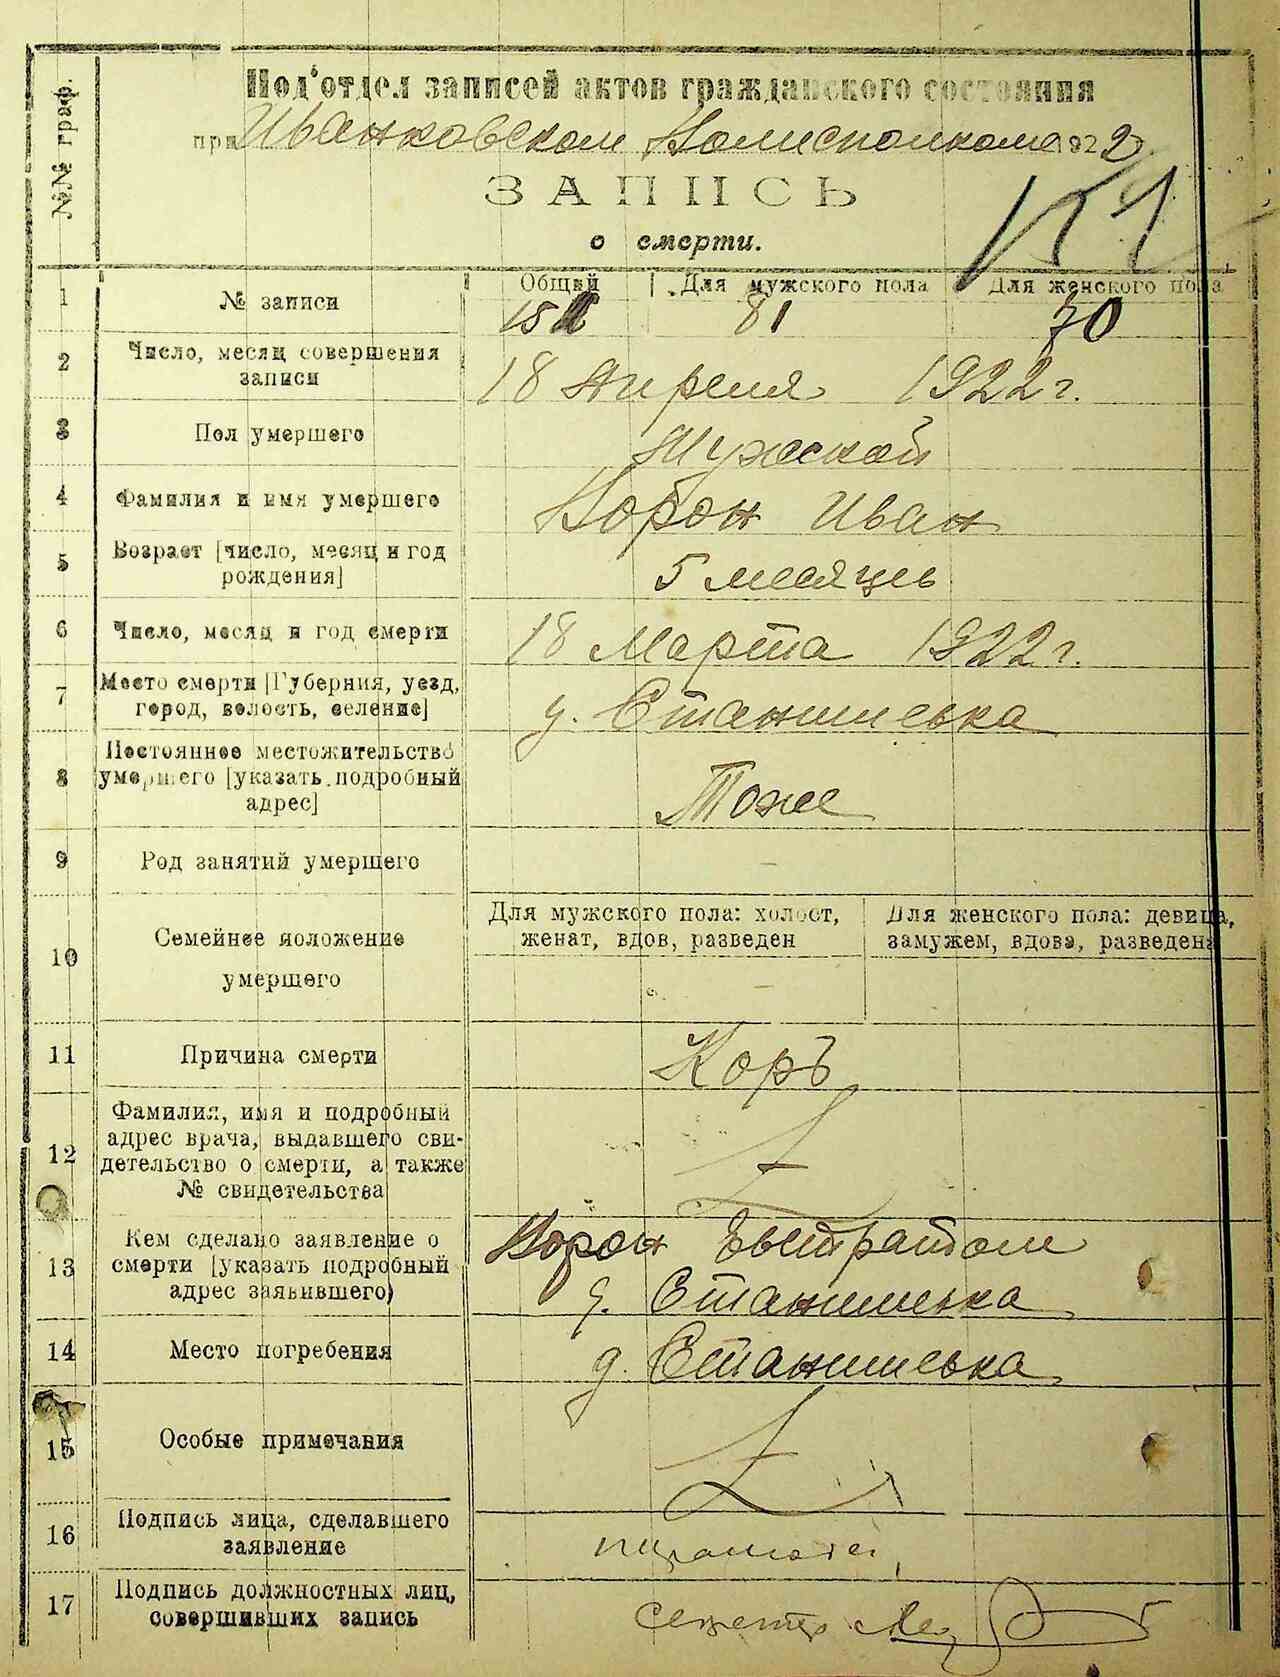 №№ граф.
Под'отдел записей актов гражданского состояния
при Иванковском Волисполкоме 1922
ЗАПИСЬ
о смерти.
1 № записи Общий Для мужского пола Для женского пола
81 70
2 Число, месяц совершения
записи
18 Апреля 1922 г.
3 Пол умершего Мужской
4 Фамилия и имя умершего Ворон Иван
5 Возраст [число, месяц и год
рождения] 5 месяцев
6 Число, месяц и год смерти 18 Марта 1922 г.
7 Место смерти [Губерния, уезд,
город, волость, селение] д. Станишевка
8 Постоянное местожительство
умершего [указать подробный
адрес] Тоже
9 Род занятий умершего —
10 Семейное положение
умершего
Для мужского пола: холост,
женат, вдов, разведен
Для женского пола: девица,
замужем, вдова, разведена
11 Причина смерти Коръ
12 Фамилия, имя и подробный
адрес врача, выдавшего сви-
детельство о смерти, а также
№ свидетельства
13 Кем сделано заявление о
смерти [указать подробный
адрес заявившего)
Ворон Евстратом
д. Станишевка
14 Место погребения д. Станишевка
15 Особые примечания
16 Подпись лица, сделавшего
заявление
17 Подпись должностных лиц,
совершивших запись